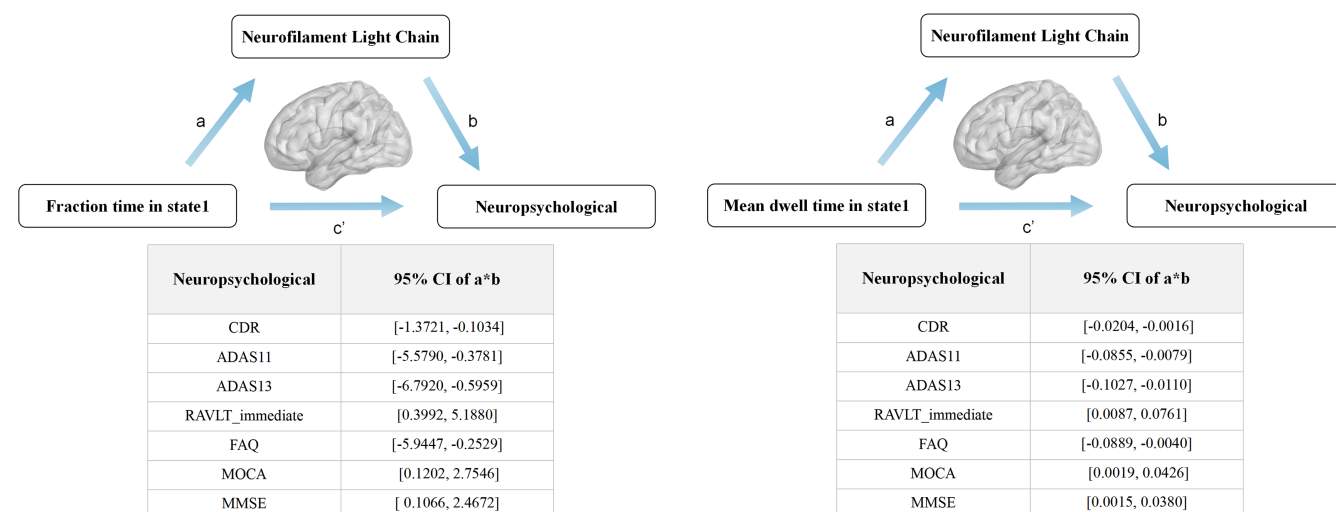 Neurofilament Light Chain
a
b
Fraction time in state1
Neuropsychological
c'
Neuropsychological 95% CI of a*b
CDR [-1.3721, -0.1034]
ADAS11 [-5.5790, -0.3781]
ADAS13 [-6.7920, -0.5959]
RAVLT_immediate [0.3992, 5.1880]
FAQ [-5.9447, -0.2529]
MOCA [0.1202, 2.7546]
MMSE [ 0.1066, 2.4672]
Neurofilament Light Chain
a
b
Mean dwell time in state1
Neuropsychological
c'
Neuropsychological 95% CI of a*b
CDR [-0.0204, -0.0016]
ADAS11 [-0.0855, -0.0079]
ADAS13 [-0.1027, -0.0110]
RAVLT_immediate [0.0087, 0.0761]
FAQ [-0.0889, -0.0040]
MOCA [0.0019, 0.0426]
MMSE [0.0015, 0.0380]